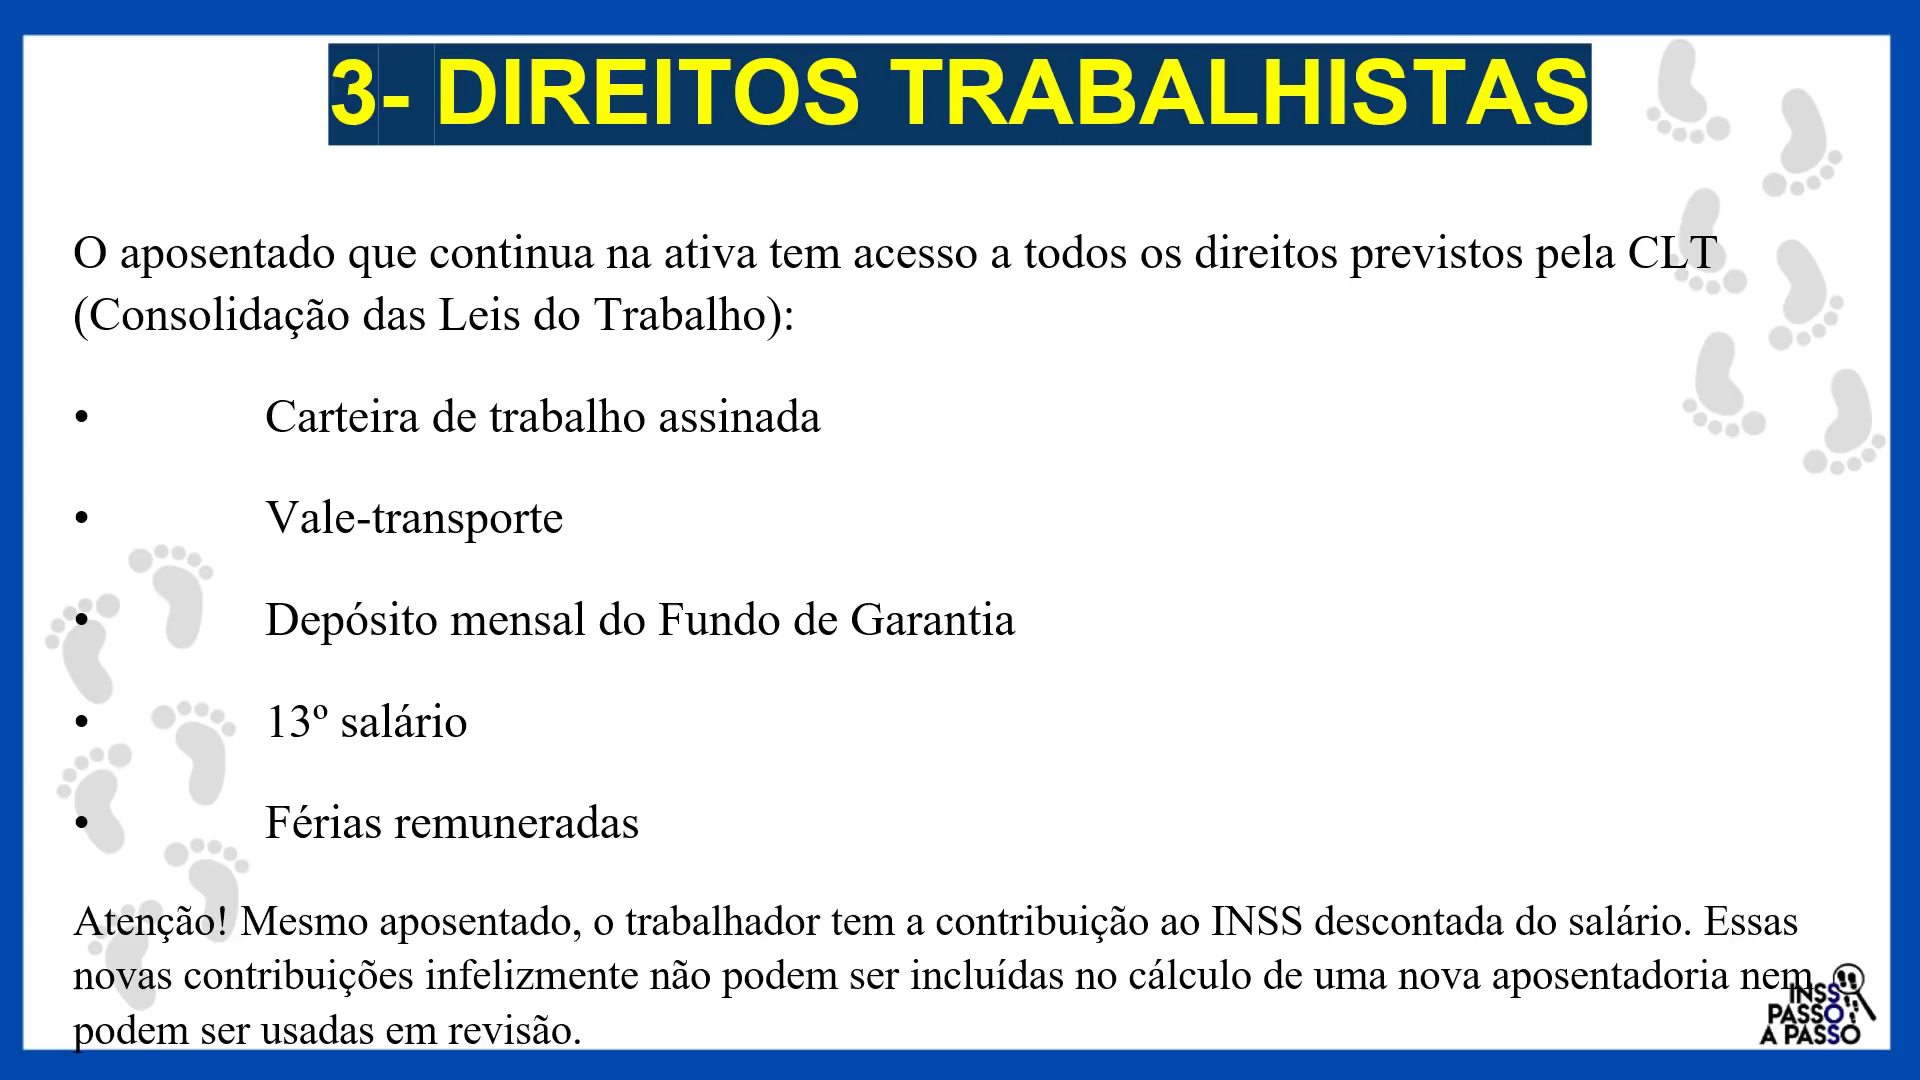 3- DIREITOS TRABALHISTAS
O aposentado que continua na ativa tem acesso a todos os direitos previstos pela CLT
(Consolidação das Leis do Trabalho):
• Carteira de trabalho assinada
• Vale-transporte
• Depósito mensal do Fundo de Garantia
• 13º salário
• Férias remuneradas
Atenção! Mesmo aposentado, o trabalhador tem a contribuição ao INSS descontada do salário. Essas
novas contribuições infelizmente não podem ser incluídas no cálculo de uma nova aposentadoria nem
podem ser usadas em revisão.
INSS
PASSO
A PASSO